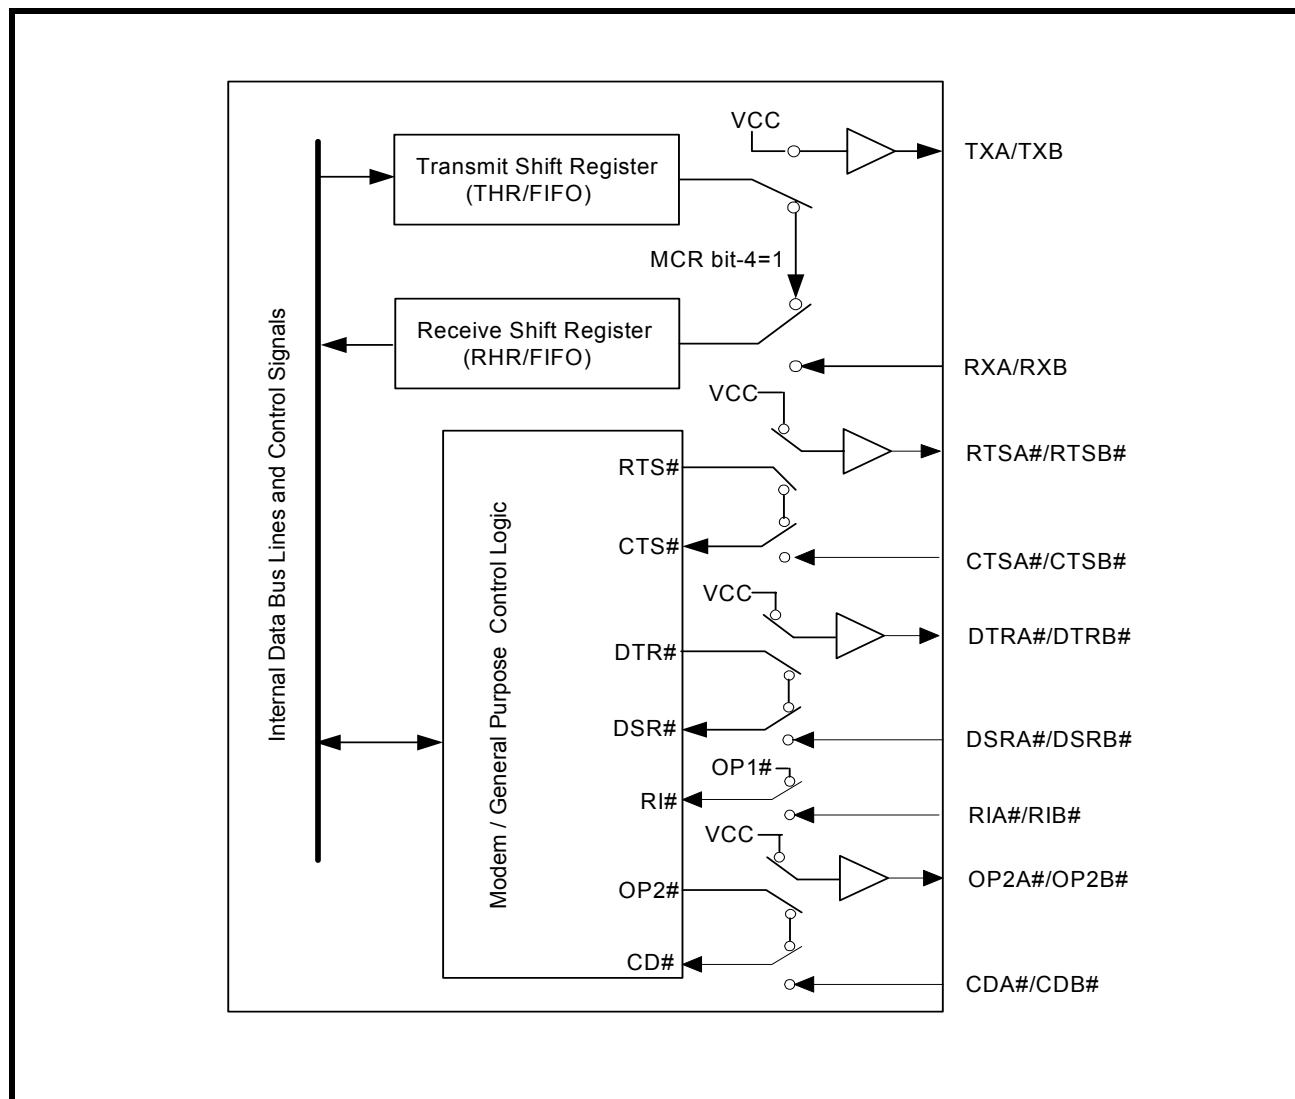 VCC
TXA/TXB
Transmit Shift Register
(THR/FIFO)
MCR bit-4=1
Receive Shift Register
(RHR/FIFO)
RXA/RXB
VCC
RTSA#/RTSB#
RTS#
CTS#
CTSA#/CTSB#
VCC
DTRA#/DTRB#
DTR#
DSR#
DSRA#/DSRB#
OP1#
RI#
RIA#/RIB#
VCC
OP2A#/OP2B#
OP2#
CD#
CDA#/CDB#
Internal Data Bus Lines and Control Signals
Modem / General Purpose Control Logic